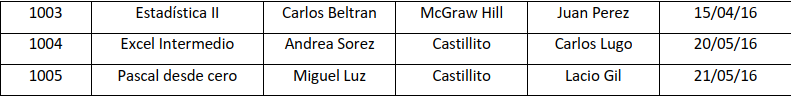 1003 Estadística II Carlos Beltran McGraw Hill Juan Perez 15/04/16
1004 Excel Intermedio Andrea Sorez Castillito Carlos Lugo 20/05/16
1005 Pascal desde cero Miguel Luz Castillito Lacio Gil 21/05/16